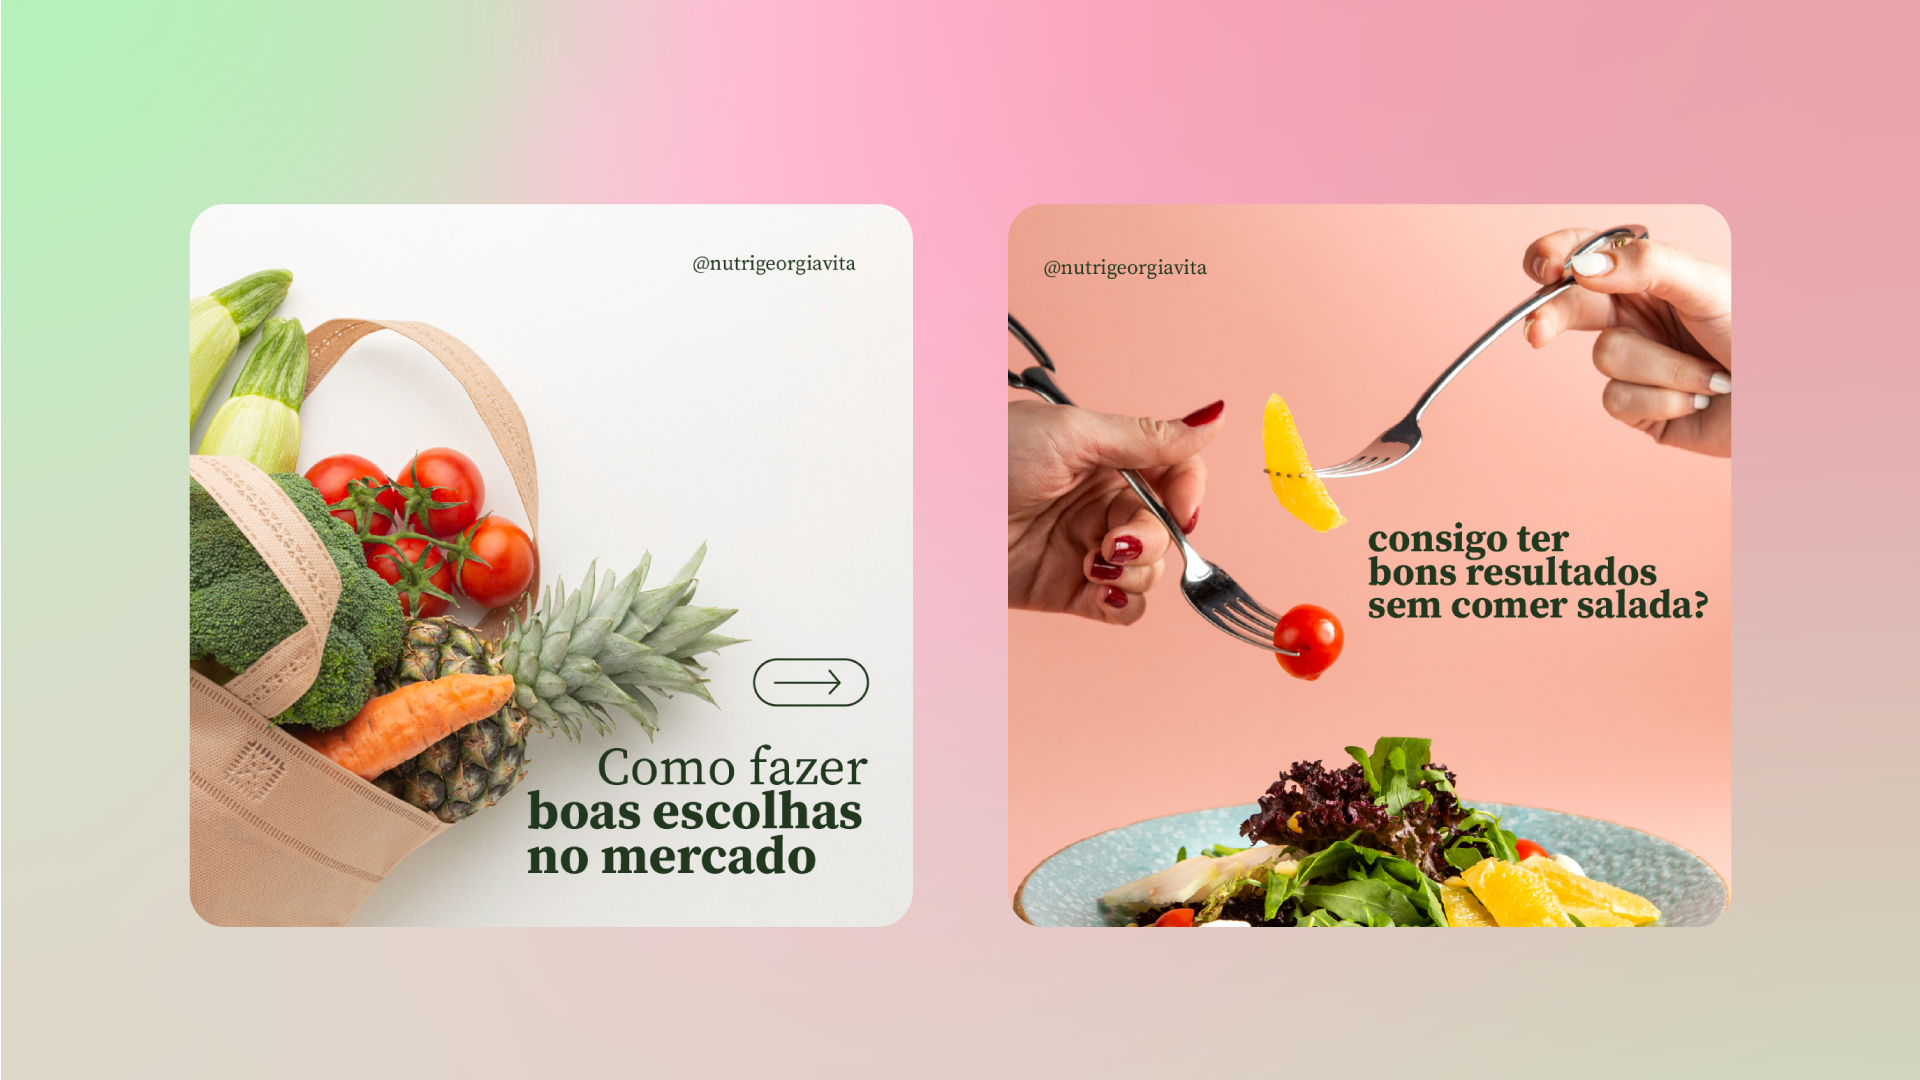 @nutrigeorgiavita
Como fazer
boas escolhas
no mercado
@nutrigeorgiavita
consigo ter
bons resultados
sem comer salada?